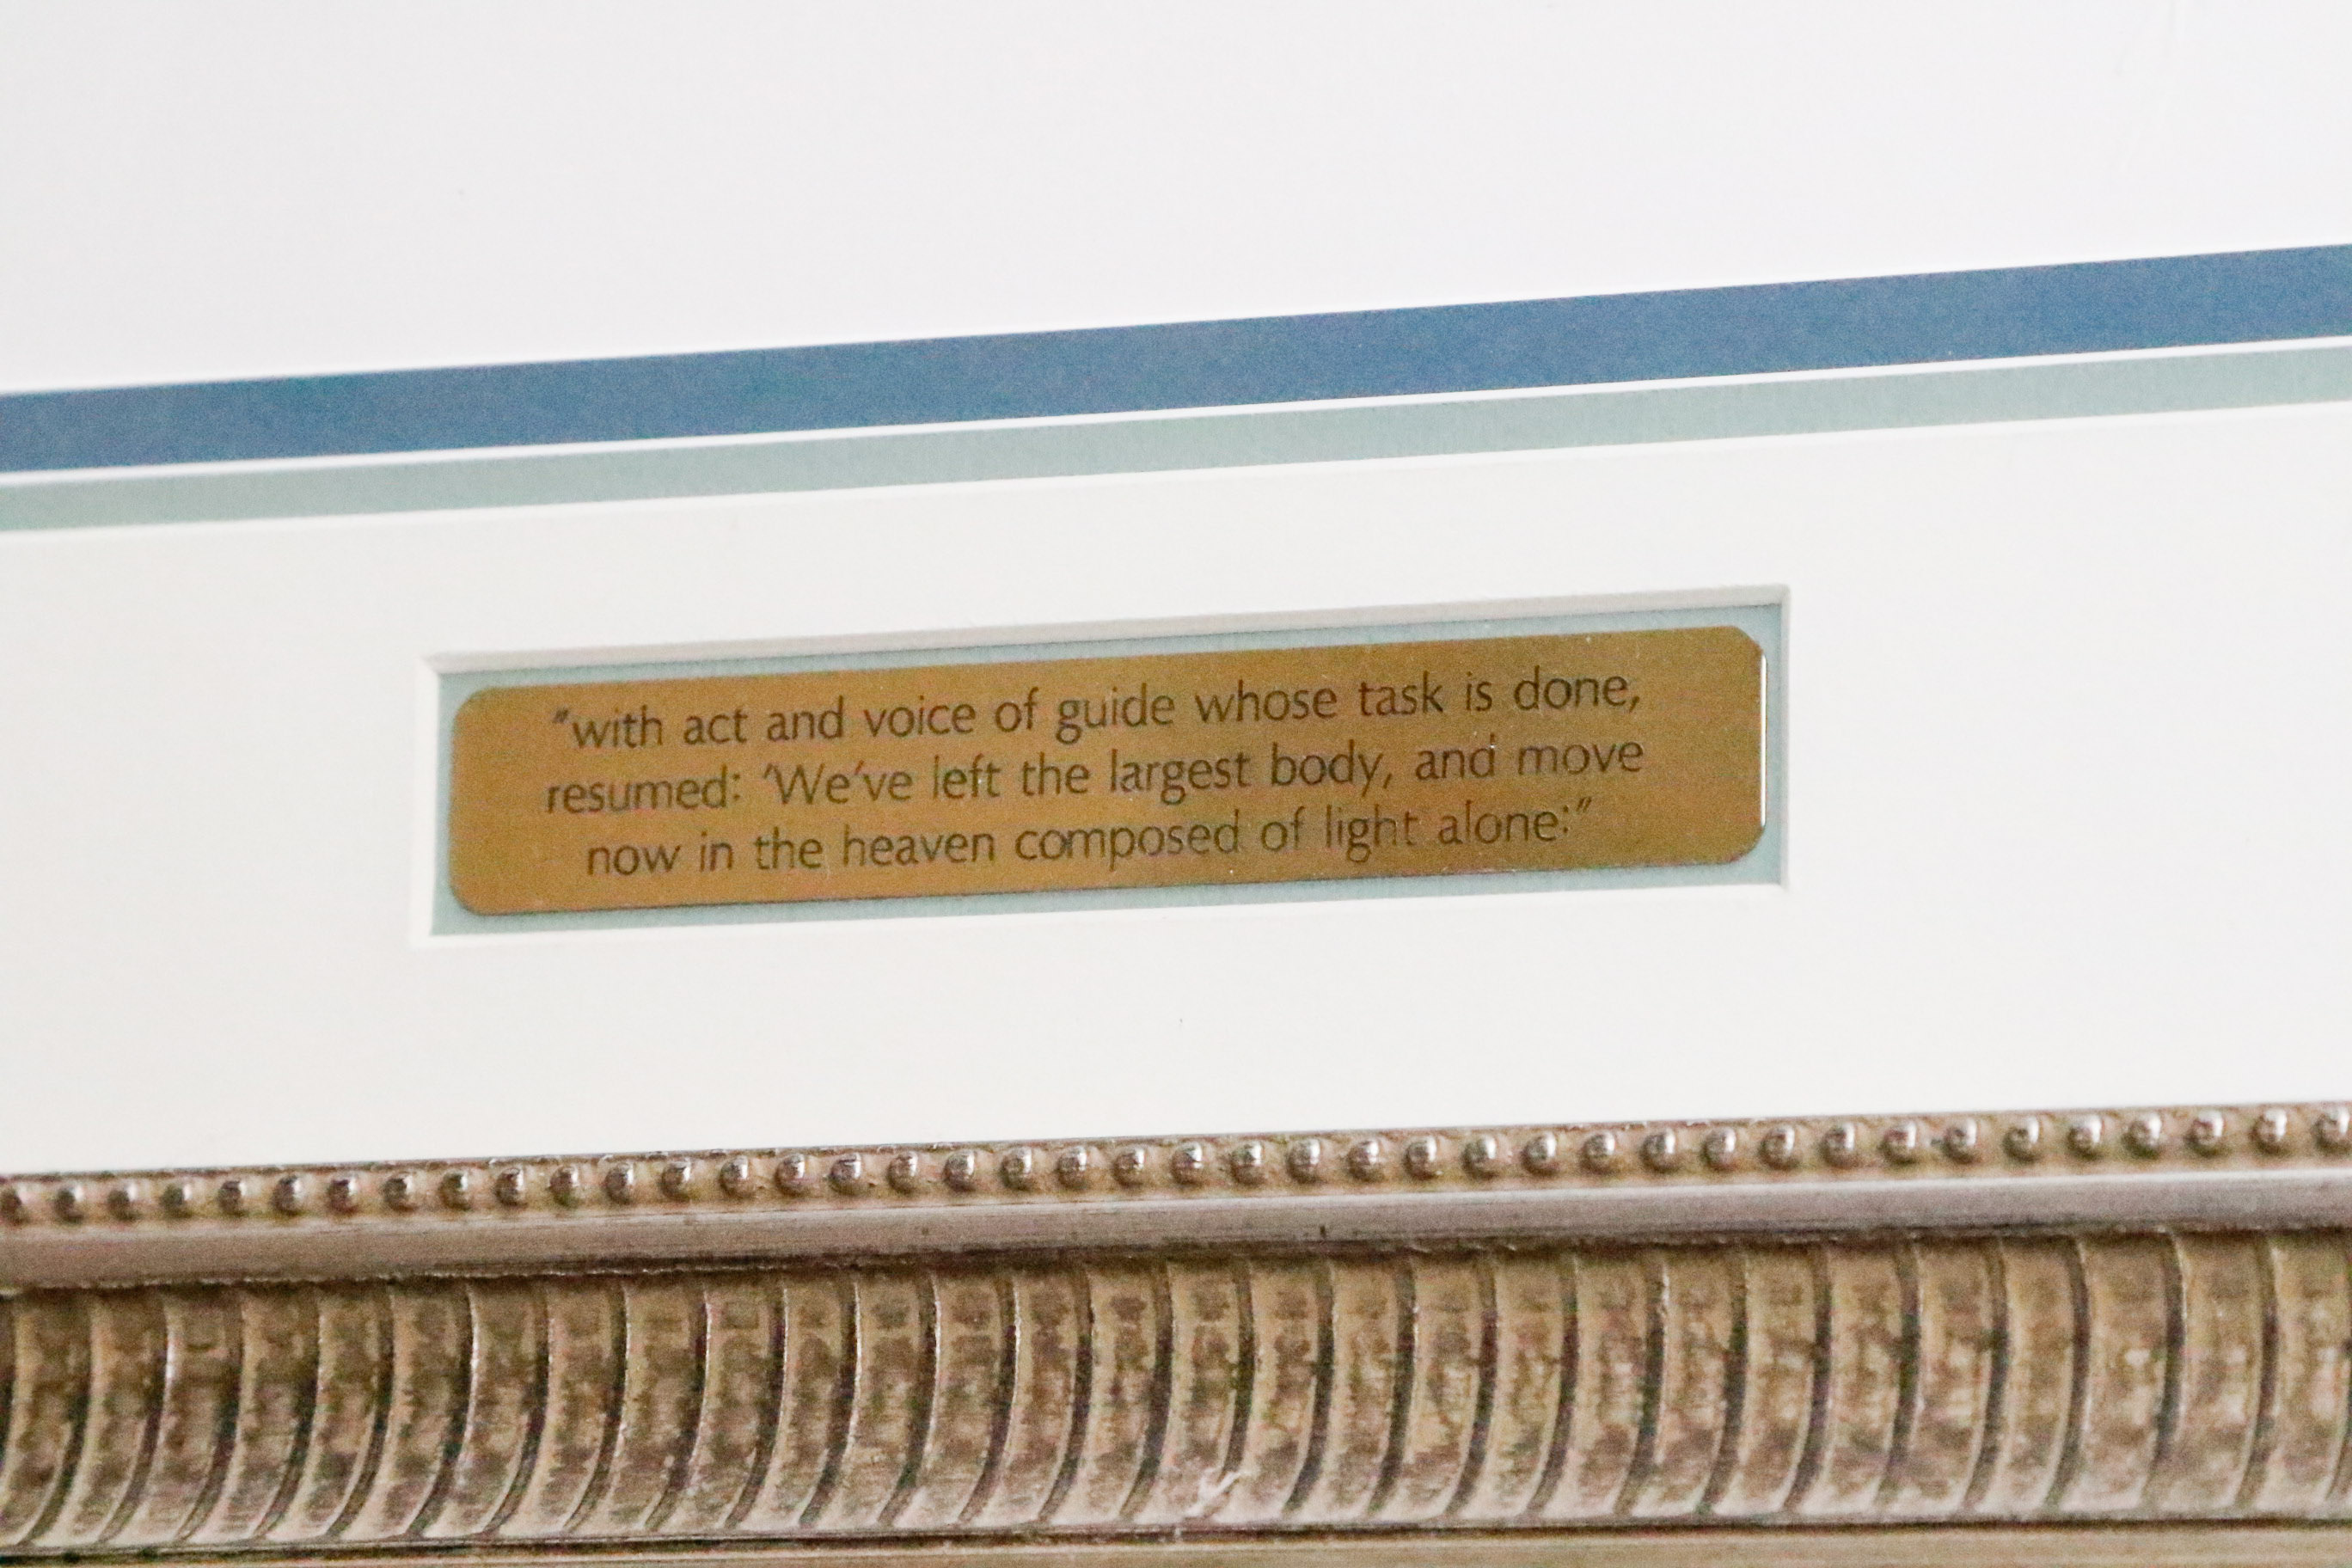 "with act and voice of guide whose task is done,
resumed: 'We've left the largest body, and move
now in the heaven composed of light alone:"